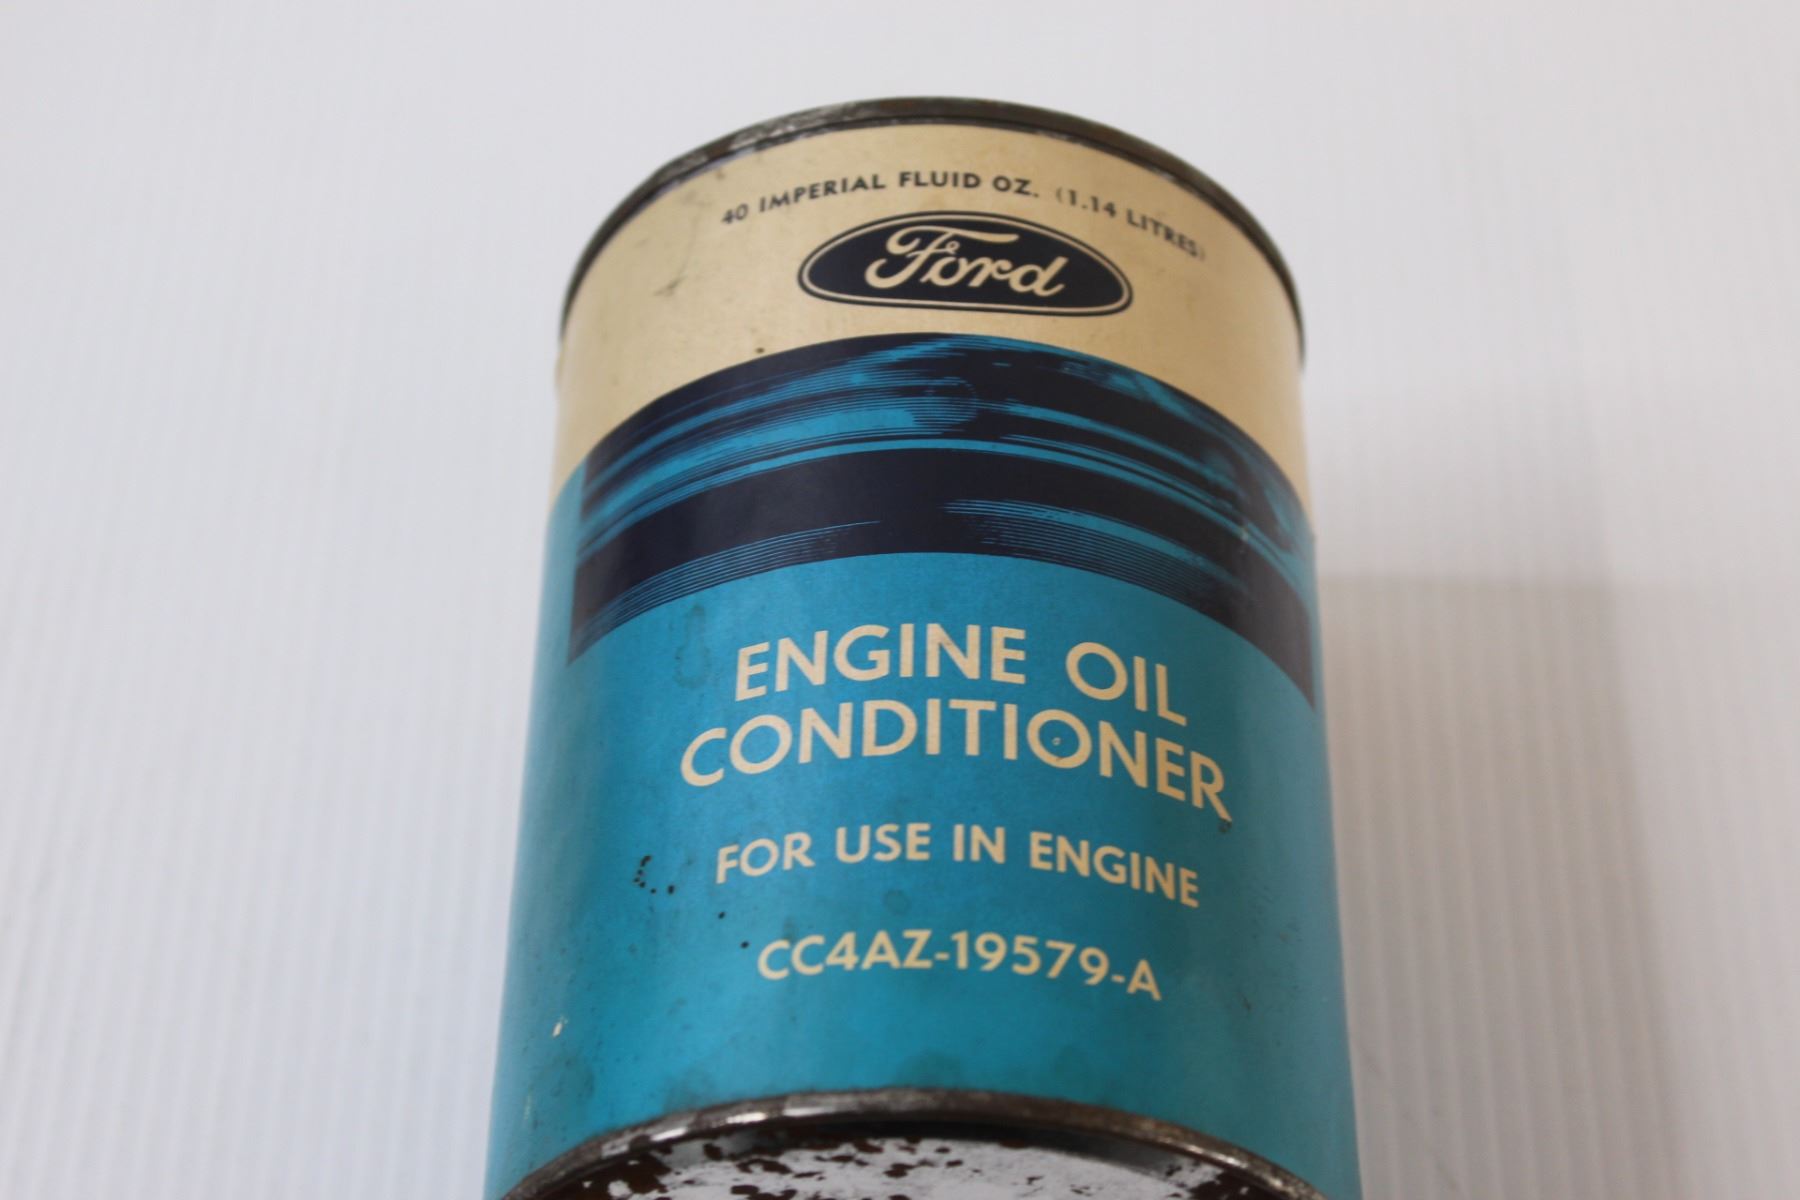 40 IMPERIAL FLUID OZ. (1.14 LITRES)
Ford
ENGINE OIL
CONDITIONER
FOR USE IN ENGINE
CC4AZ-19579-A